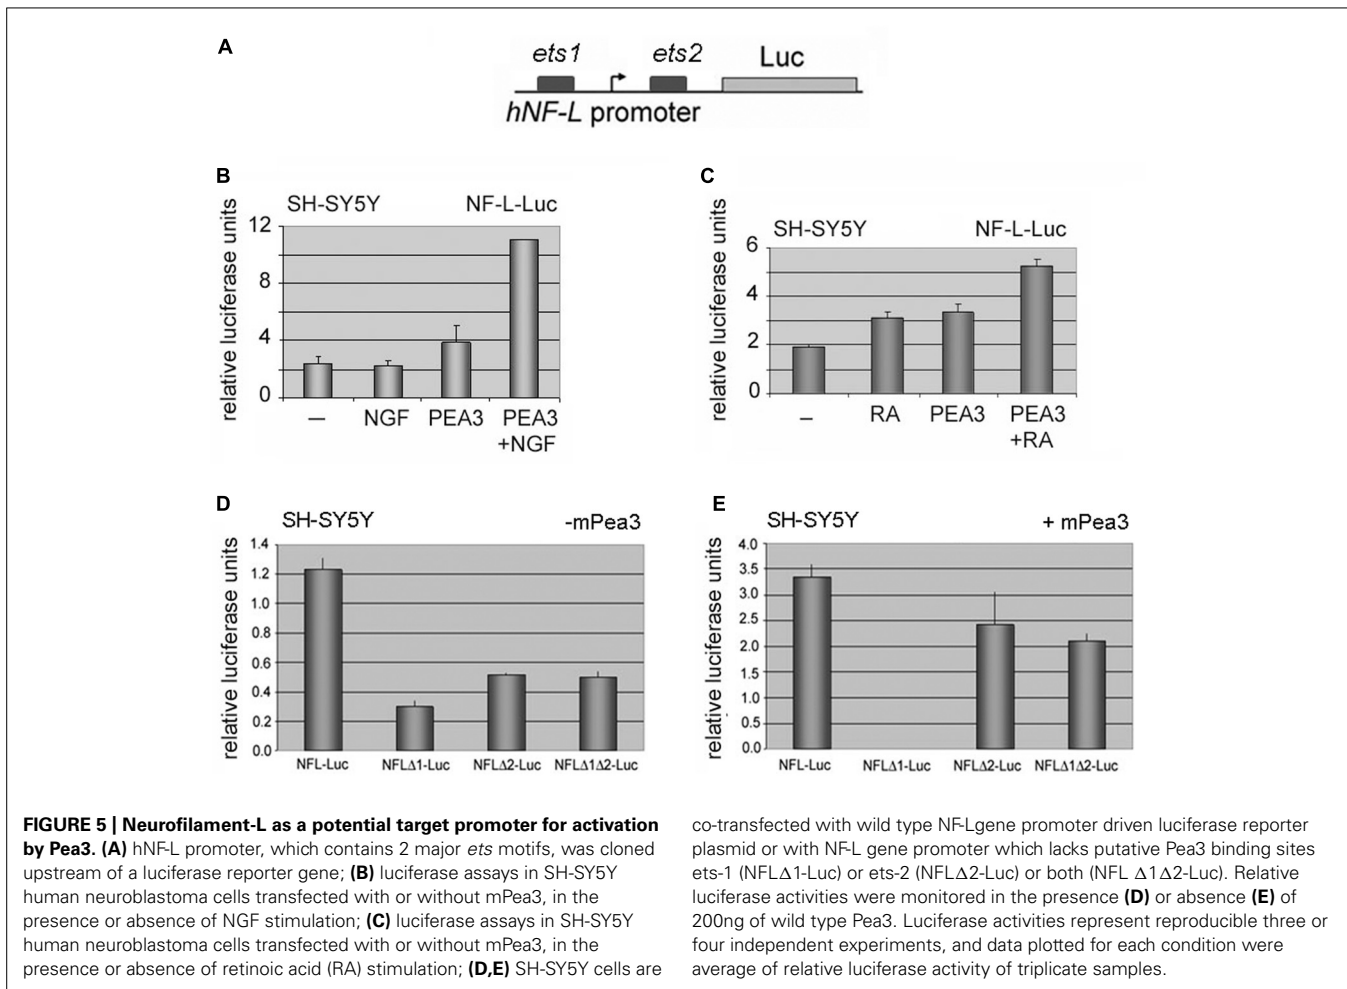 A
ets1 ets2 Luc
hNF-L promoter
B
SH-SY5Y NF-L-Luc
relative luciferase units
12
8
4
0
– NGF PEA3 PEA3
+NGF
C
SH-SY5Y NF-L-Luc
relative luciferase units
6
4
2
0
– RA PEA3 PEA3
+RA
D
SH-SY5Y -mPea3
relative luciferase units
1.4
1.2
1.0
0.8
0.6
0.4
0.2
0.0
NFL-Luc NFLΔ1-Luc NFLΔ2-Luc NFLΔ1Δ2-Luc
E
SH-SY5Y + mPea3
relative luciferase units
4.0
3.5
3.0
2.5
2.0
1.5
1.0
0.5
0.0
NFL-Luc NFLΔ1-Luc NFLΔ2-Luc NFLΔ1Δ2-Luc
FIGURE 5 | Neurofilament-L as a potential target promoter for activation
by Pea3. (A) hNF-L promoter, which contains 2 major ets motifs, was cloned
upstream of a luciferase reporter gene; (B) luciferase assays in SH-SY5Y
human neuroblastoma cells transfected with or without mPea3, in the
presence or absence of NGF stimulation; (C) luciferase assays in SH-SY5Y
human neuroblastoma cells transfected with or without mPea3, in the
presence or absence of retinoic acid (RA) stimulation; (D,E) SH-SY5Y cells are
co-transfected with wild type NF-Lgene promoter driven luciferase reporter
plasmid or with NF-L gene promoter which lacks putative Pea3 binding sites
ets-1 (NFLΔ1-Luc) or ets-2 (NFLΔ2-Luc) or both (NFL Δ1Δ2-Luc). Relative
luciferase activities were monitored in the presence (D) or absence (E) of
200ng of wild type Pea3. Luciferase activities represent reproducible three or
four independent experiments, and data plotted for each condition were
average of relative luciferase activity of triplicate samples.